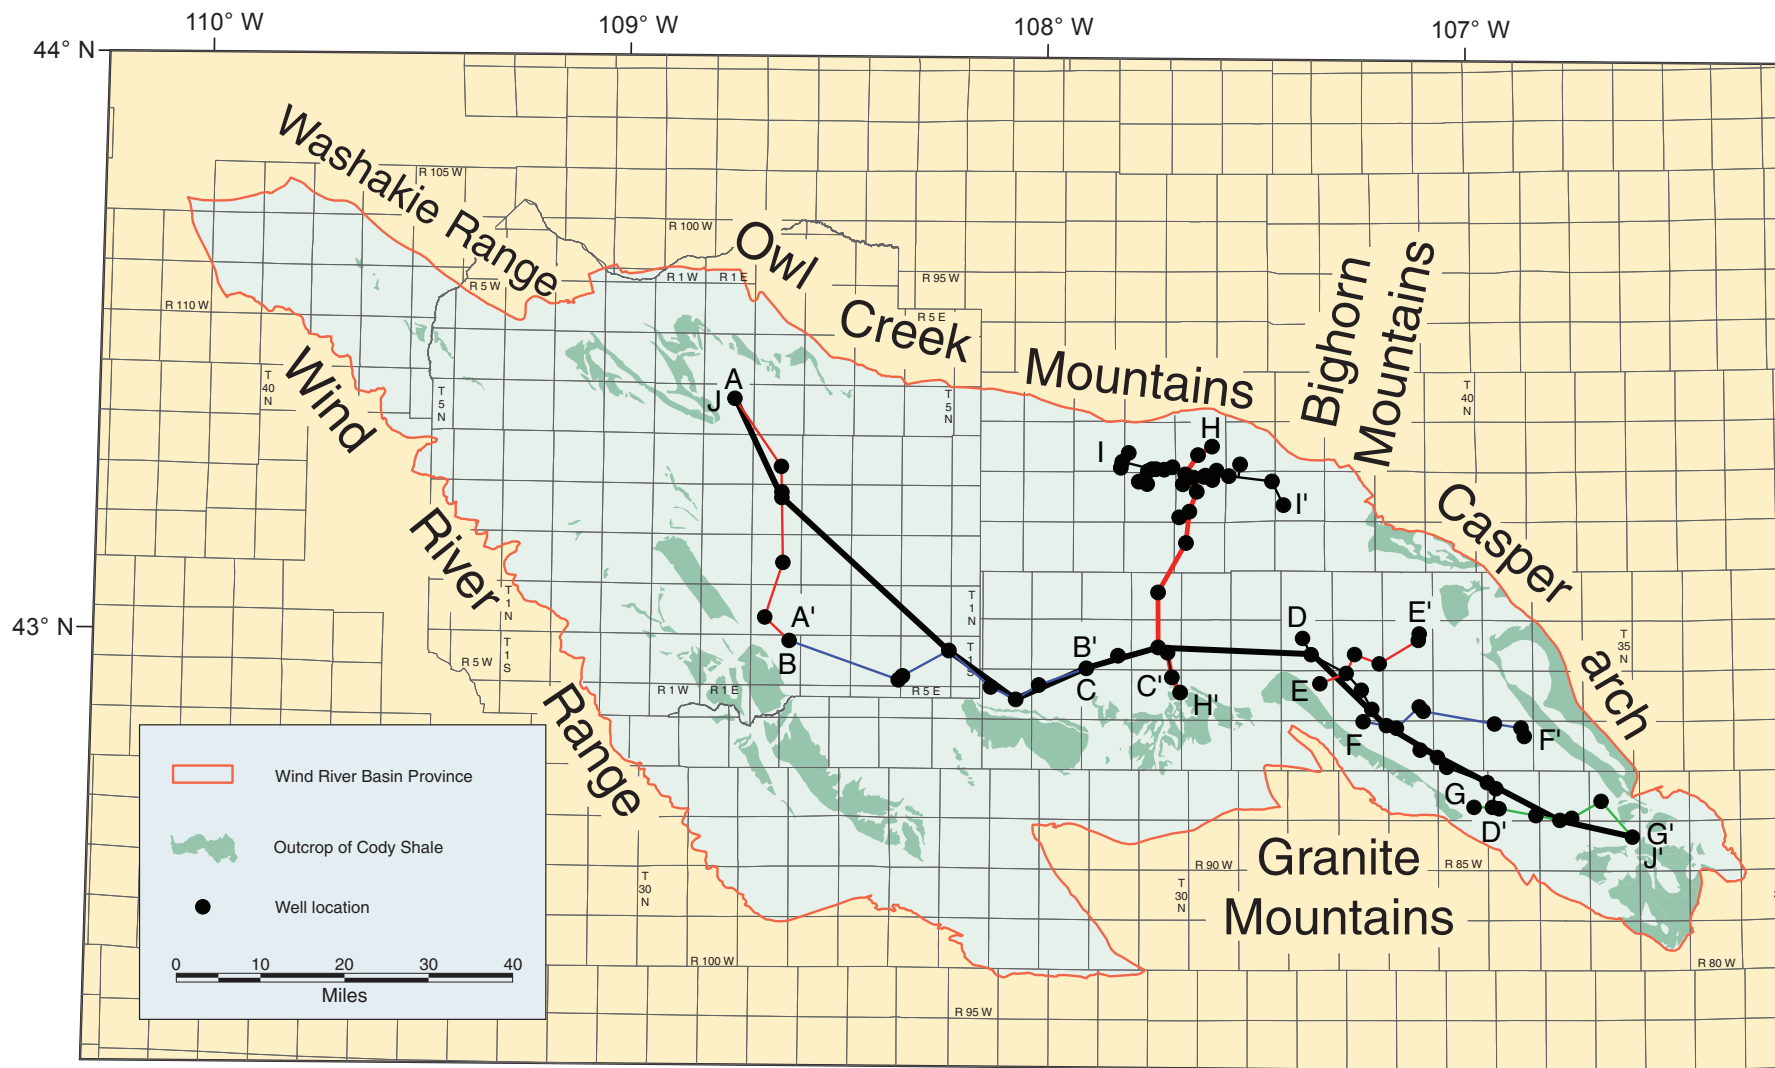 110° W
109° W
108° W
107° W
44° N
43° N
Washakie Range
Owl
Creek
Mountains
Bighorn
Mountains
Casper
arch
Wind
River
Range
Granite
Mountains
R 105 W
R 100 W
R 1 W
R 1 E
R 95 W
R 5 W
R 110 W
R 5 E
T
40
N
T
5
N
T
5
N
T
40
N
A
J
H
I
I'
T
1
N
T
1
S
T
1
N
T
1
S
T
35
N
A'
B
B'
C
C'
H'
D
E'
E
F
F'
G
D'
G'
J'
R 5 W
R 1 W
R 1 E
R 5 E
T
30
N
T
30
N
R 90 W
R 85 W
R 100 W
R 95 W
R 80 W
Wind River Basin Province
Outcrop of Cody Shale
Well location
0 10 20 30 40
Miles